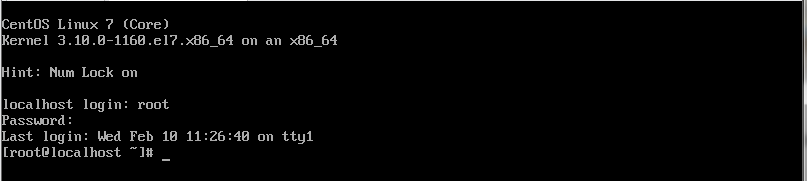 CentOS Linux 7 (Core)
Kernel 3.10.0-1160.el7.x86_64 on an x86_64
Hint: Num Lock on
localhost login: root
Password:
Last login: Wed Feb 10 11:26:40 on tty1
[root@localhost ~]# _